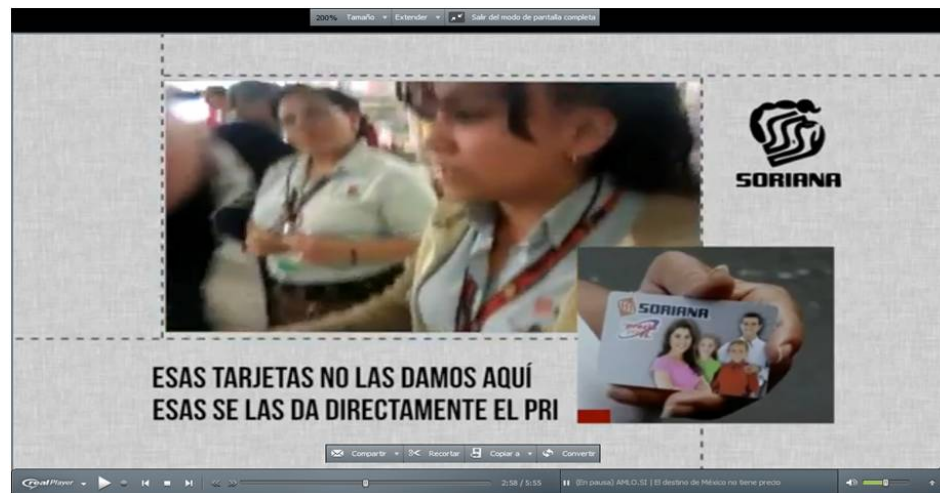 200% Tamaño Extender Salir del modo de pantalla completa
SORIANA
SORIANA
ESAS TARJETAS NO LAS DAMOS AQUÍ
ESAS SE LAS DA DIRECTAMENTE EL PRI
Compartir Recortar Copiar a Convertir
RealPlayer 2:58 / 5:55 (En pausa) AMLO.SI | El destino de México no tiene precio